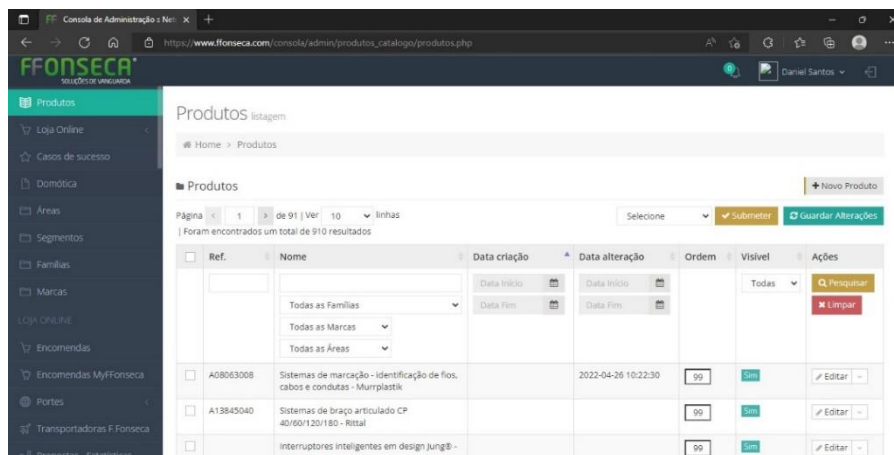 FF Consola de Administração :: Net
https://www.ffonseca.com/consola/admin/produtos_catalogo/produtos.php
FFONSECA®
SOLUÇÕES DE VANGUARDA
Daniel Santos
Produtos
Loja Online
Casos de sucesso
Domótica
Áreas
Segmentos
Famílias
Marcas
LOJA ONLINE
Encomendas
Encomendas MyFFonseca
Portes
Transportadoras F.Fonseca
Produtos listagem
Home > Produtos
Produtos
+ Novo Produto
Página < 1 > de 91 | Ver 10 linhas
| Foram encontrados um total de 910 resultados
Selecione
Submeter
Guardar Alterações
Ref. Nome Data criação Data alteração Ordem Visível Ações
Data Início Data Início Todas Pesquisar
Todas as Famílias Data Fim Data Fim Limpar
Todas as Marcas
Todas as Áreas
A08063008 Sistemas de marcação - identificação de fios, cabos e condutas - Murrplastik 2022-04-26 10:22:30 99 Sim Editar
A13845040 Sistemas de braço articulado CP 40/60/120/180 - Rittal 99 Sim Editar
Interruptores inteligentes em design Jung® - 99 Sim Editar